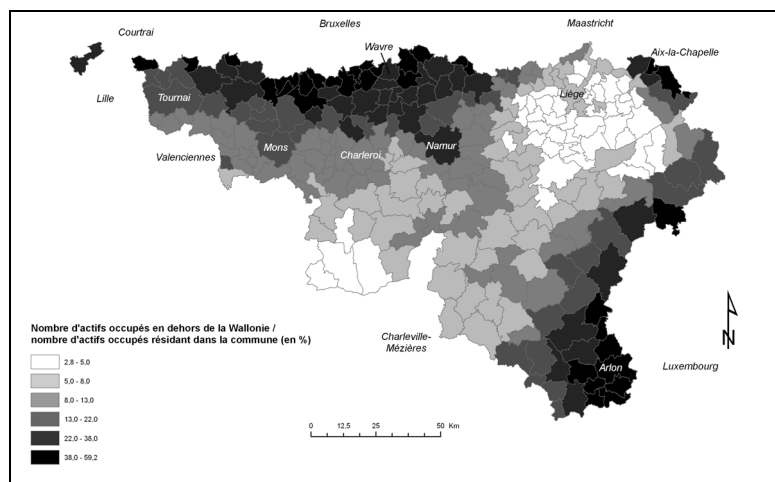 Bruxelles
Maastricht
Courtrai
Wavre
Aix-la-Chapelle
Lille
Tournai
Liège
Mons
Namur
Valenciennes
Charleroi
Nombre d'actifs occupés en dehors de la Wallonie /
nombre d'actifs occupés résidant dans la commune (en %)
Charleville-
Mézières
N
2,8 - 5,0
Arlon
Luxembourg
5,0 - 8,0
8,0 - 13,0
13,0 - 22,0
22,0 - 38,0
38,0 - 59,2
0 12,5 25 50 Km